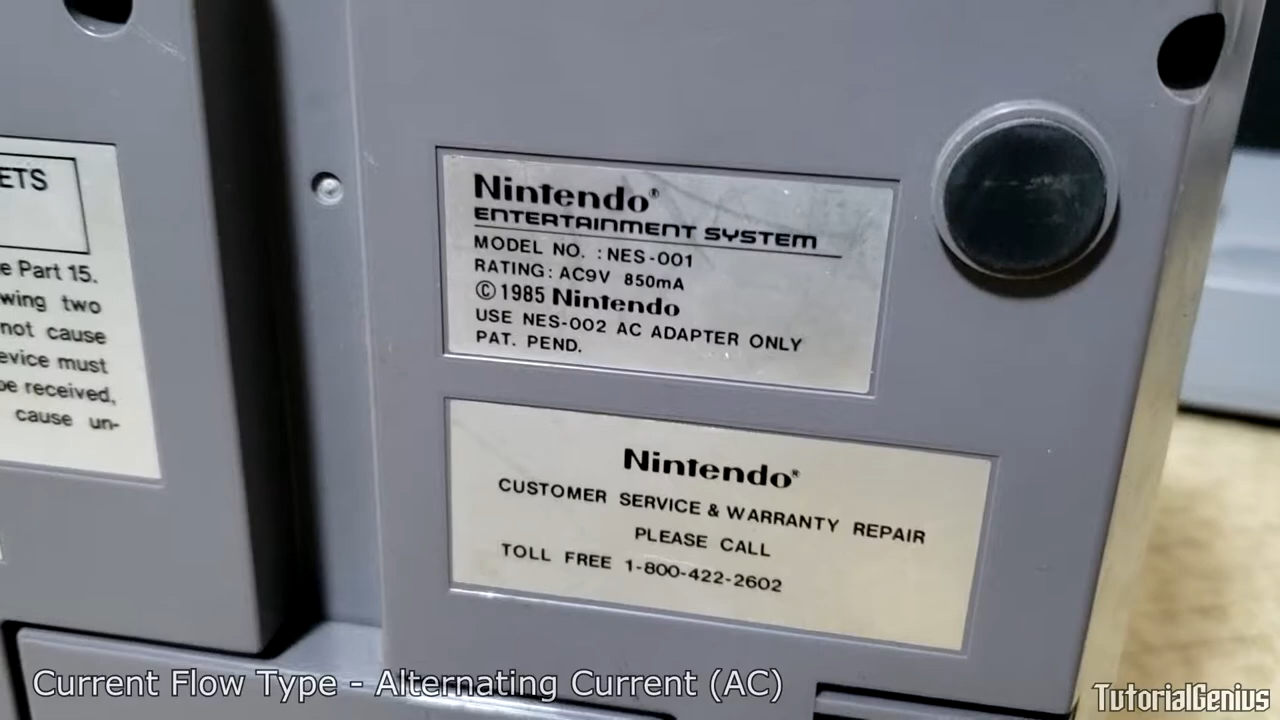 ETS
e Part 15.
wing two
not cause
evice must
be received,
cause un-
Nintendo®
ENTERTAINMENT SYSTEM
MODEL NO. : NES-001
RATING: AC9V 850mA
© 1985 Nintendo
USE NES-002 AC ADAPTER ONLY
PAT. PEND.
Nintendo®
CUSTOMER SERVICE & WARRANTY REPAIR
PLEASE CALL
TOLL FREE 1-800-422-2602
Current Flow Type - Alternating Current (AC)
TutorialGenius